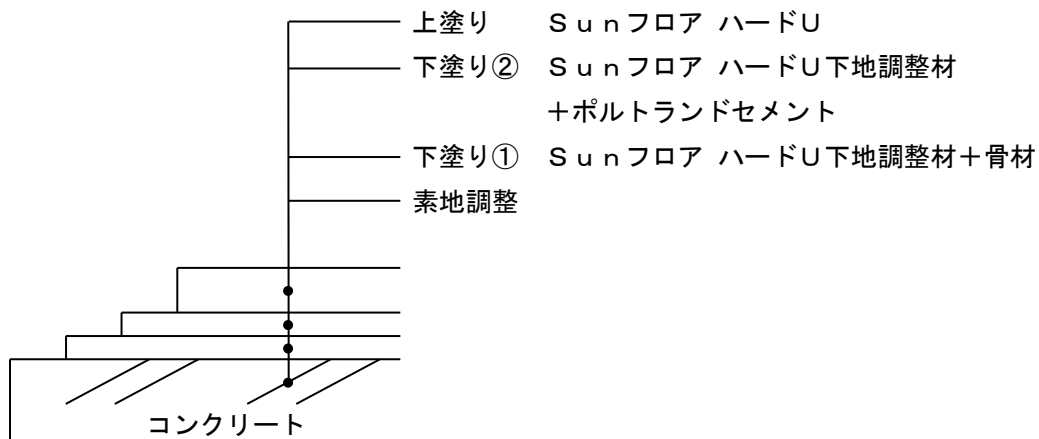 上塗り　Ｓｕｎフロア ハードＵ
下塗り②　Ｓｕｎフロア ハードＵ下地調整材
＋ポルトランドセメント
下塗り①　Ｓｕｎフロア ハードＵ下地調整材＋骨材
素地調整
コンクリート